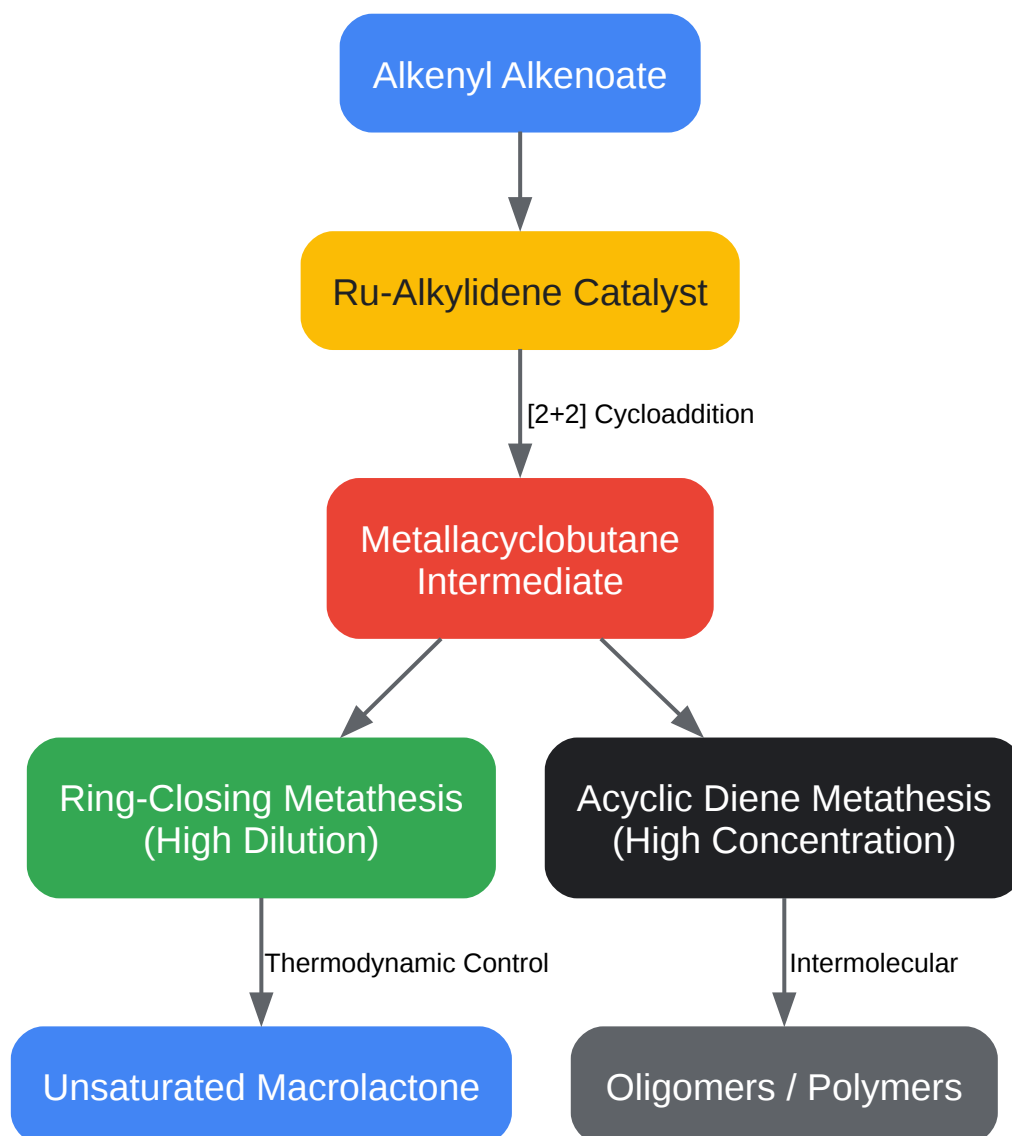 Alkenyl Alkenoate
Ru-Alkylidene Catalyst
[2+2] Cycloaddition
Metallacyclobutane
Intermediate
Ring-Closing Metathesis
(High Dilution)
Acyclic Diene Metathesis
(High Concentration)
Thermodynamic Control
Intermolecular
Unsaturated Macrolactone
Oligomers / Polymers